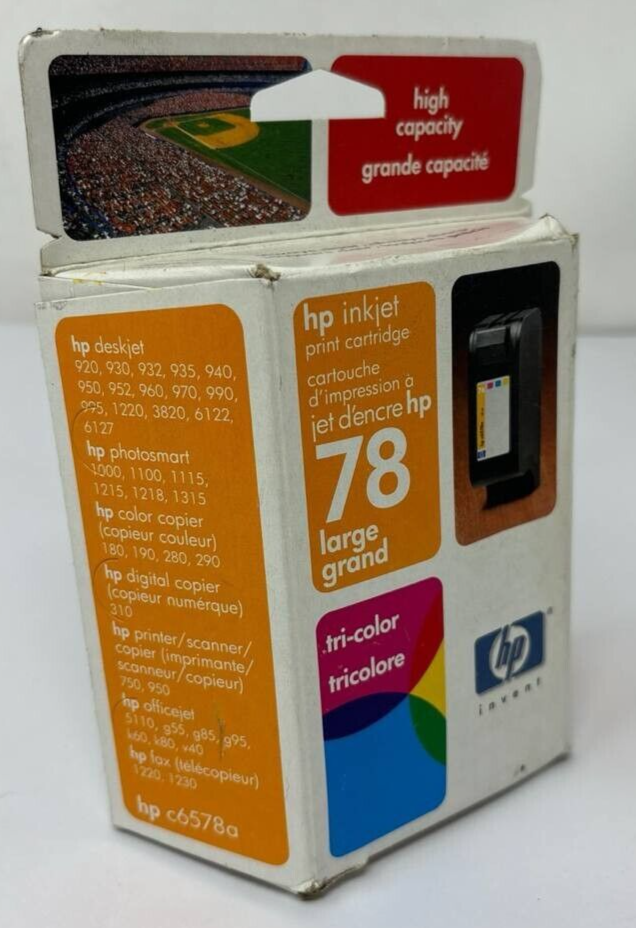 high
capacity
grande capacité
hp deskjet
920, 930, 932, 935, 940,
950, 952, 960, 970, 990,
995, 1220, 3820, 6122,
6127
hp photosmart
1000, 1100, 1115,
1215, 1218, 1315
hp color copier
(copieur couleur)
180, 190, 280, 290
hp digital copier
(copieur numérque)
310
hp printer/scanner/
copier (imprimante/
scanneur/copieur)
750, 950
hp officejet
5110, g55, g85, g95,
k60, k80, v40
hp fax (télécopieur)
1220, 1230
hp c6578a
hp inkjet
print cartridge
cartouche
d'impression à
jet d'encre hp
78
large
grand
tri-color
tricolore
hp
invent